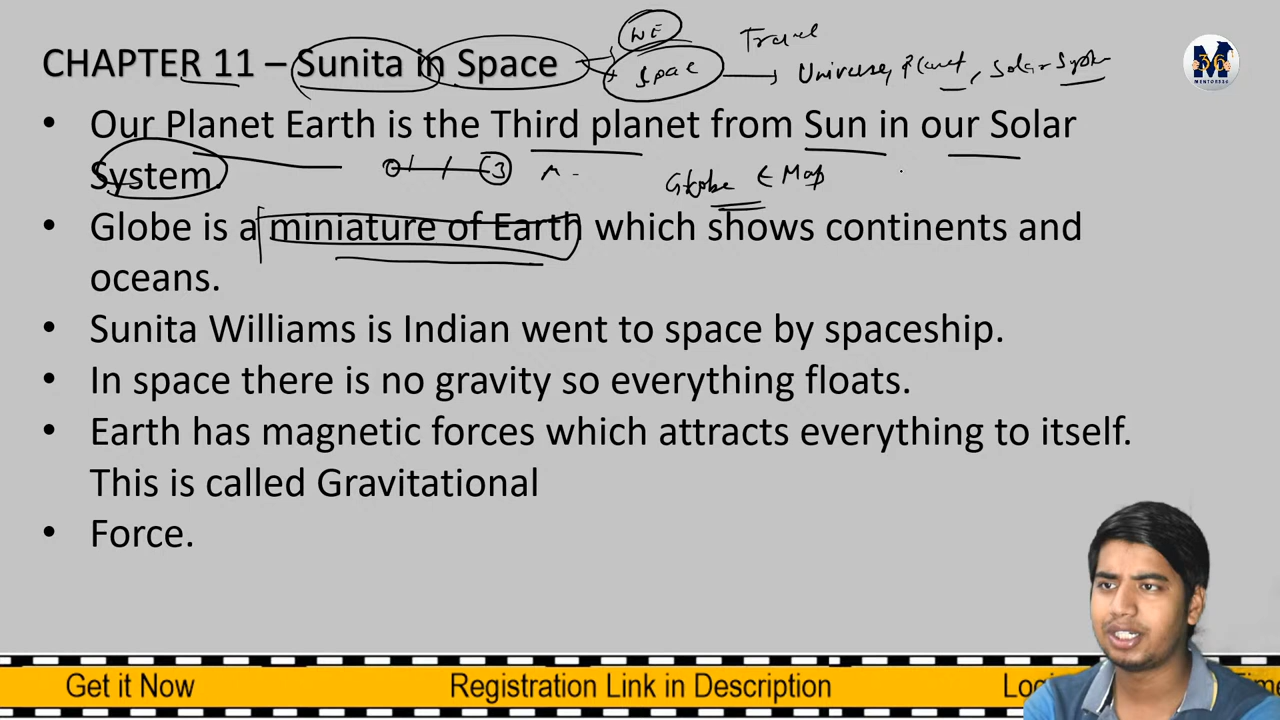 NE
Travel
CHAPTER 11 – Sunita in Space
Space → Universe, Planet, Solar System
MENTORS36
• Our Planet Earth is the Third planet from Sun in our Solar
System.
3
Globe & Map
• Globe is a miniature of Earth which shows continents and
oceans.
• Sunita Williams is Indian went to space by spaceship.
• In space there is no gravity so everything floats.
• Earth has magnetic forces which attracts everything to itself.
This is called Gravitational
• Force.
Get it Now
Registration Link in Description